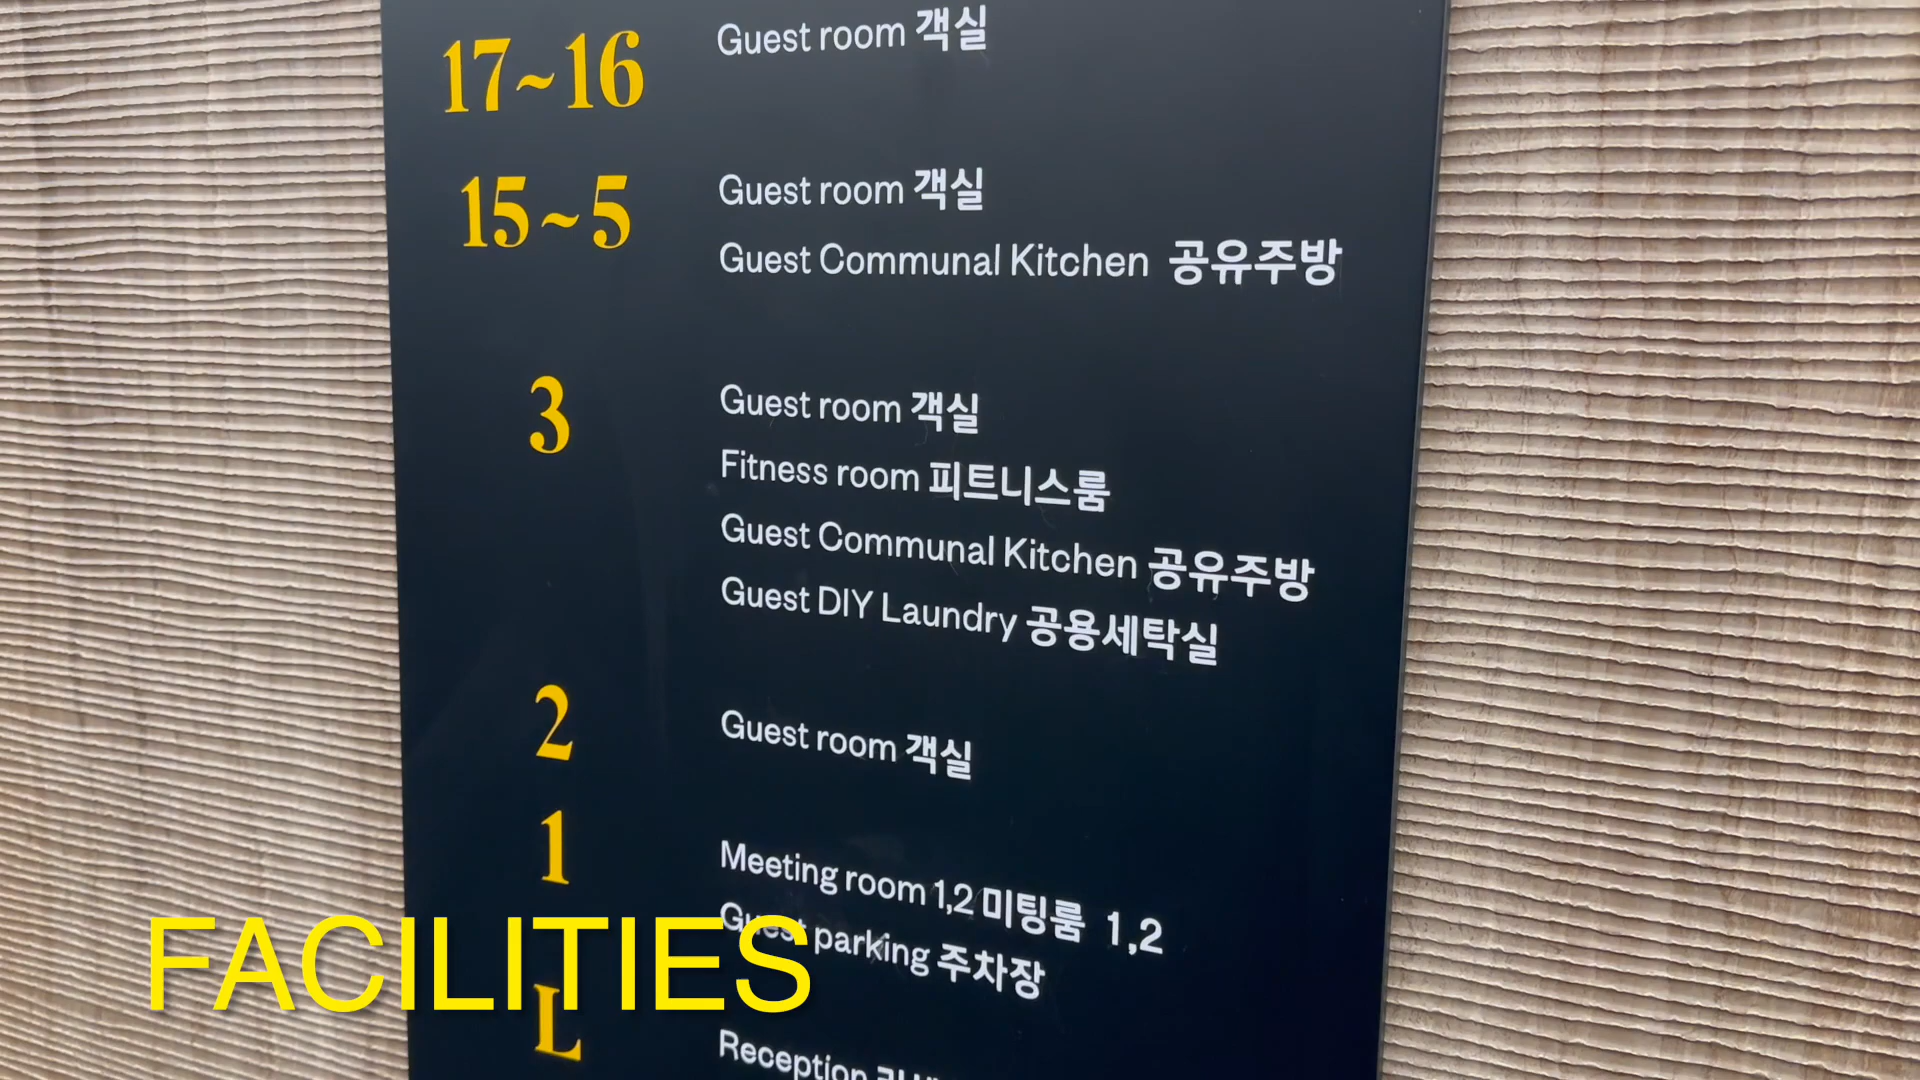 17~16 Guest room 객실
15~5 Guest room 객실
Guest Communal Kitchen 공유주방
3 Guest room 객실
Fitness room 피트니스룸
Guest Communal Kitchen 공유주방
Guest DIY Laundry 공용세탁실
2 Guest room 객실
1 Meeting room 1,2 미팅룸 1,2
Guest parking 주차장
L Reception
FACILITIES